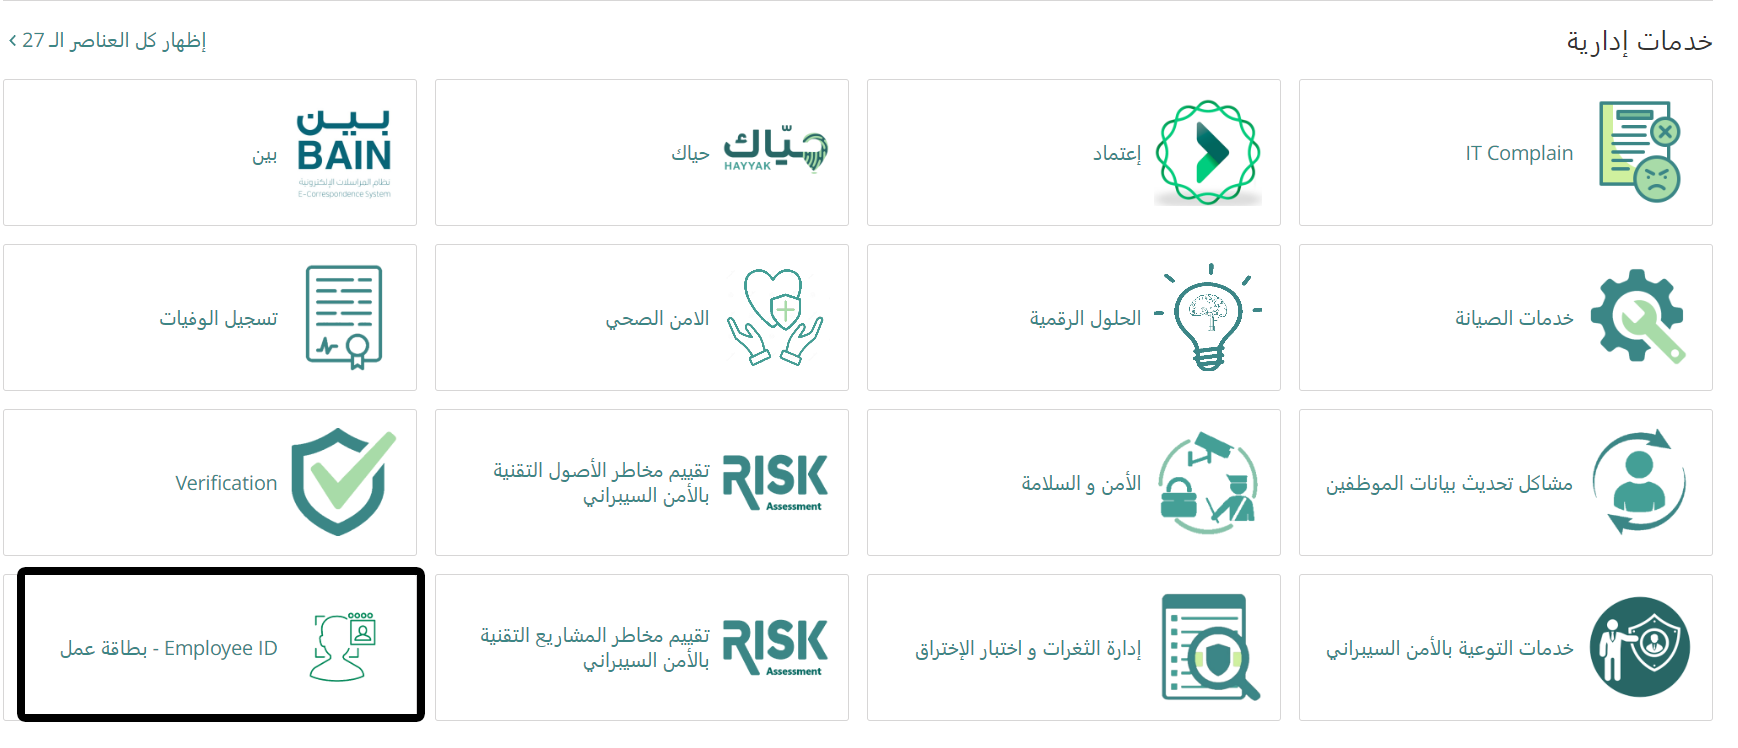 خدمات إدارية
إظهار كل العناصر الـ 27 >
IT Complain
إعتماد
حياك
حيّاك
HAYYAK
بين
بين
BAIN
نظام المراسلات الإلكترونية
E-Correspondence System
خدمات الصيانة
الحلول الرقمية
الامن الصحي
تسجيل الوفيات
مشاكل تحديث بيانات الموظفين
الأمن و السلامة
RISK
Assessment
تقييم مخاطر الأصول التقنية
بالأمن السيبراني
Verification
خدمات التوعية بالأمن السيبراني
إدارة الثغرات و اختبار الإختراق
RISK
Assessment
تقييم مخاطر المشاريع التقنية
بالأمن السيبراني
Employee ID - بطاقة عمل